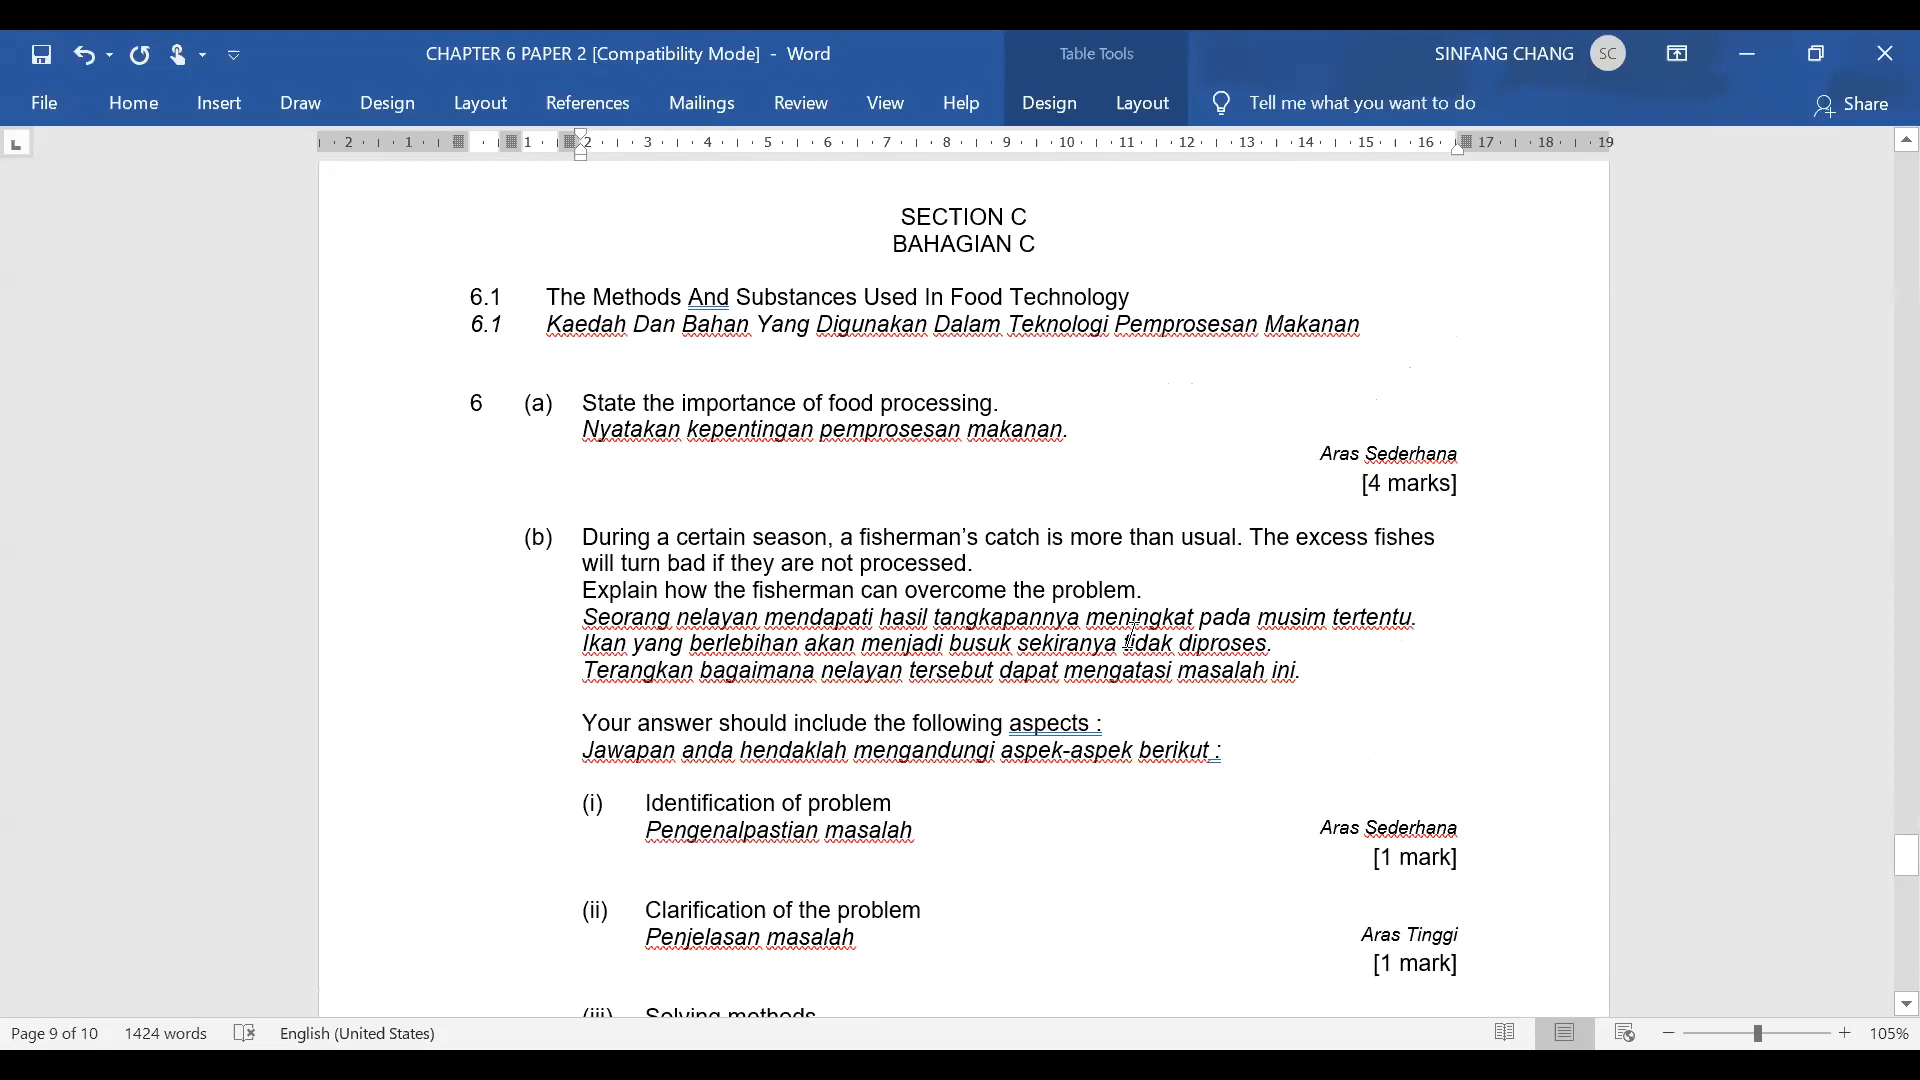 CHAPTER 6 PAPER 2 [Compatibility Mode] - Word
Table Tools
SINFANG CHANG
SC
File Home Insert Draw Design Layout References Mailings Review View Help Design Layout Tell me what you want to do Share
2 1 1 2 3 4 5 6 7 8 9 10 11 12 13 14 15 16 17 18 19
SECTION C
BAHAGIAN C
6.1 The Methods And Substances Used In Food Technology
6.1 Kaedah Dan Bahan Yang Digunakan Dalam Teknologi Pemprosesan Makanan
6 (a) State the importance of food processing.
Nyatakan kepentingan pemprosesan makanan.
Aras Sederhana
[4 marks]
(b) During a certain season, a fisherman’s catch is more than usual. The excess fishes
will turn bad if they are not processed.
Explain how the fisherman can overcome the problem.
Seorang nelayan mendapati hasil tangkapannya meningkat pada musim tertentu.
Ikan yang berlebihan akan menjadi busuk sekiranya tidak diproses.
Terangkan bagaimana nelayan tersebut dapat mengatasi masalah ini.
Your answer should include the following aspects :
Jawapan anda hendaklah mengandungi aspek-aspek berikut :
(i) Identification of problem
Pengenalpastian masalah
Aras Sederhana
[1 mark]
(ii) Clarification of the problem
Penjelasan masalah
Aras Tinggi
[1 mark]
(iii) Solving methods
Page 9 of 10 1424 words English (United States) 105%